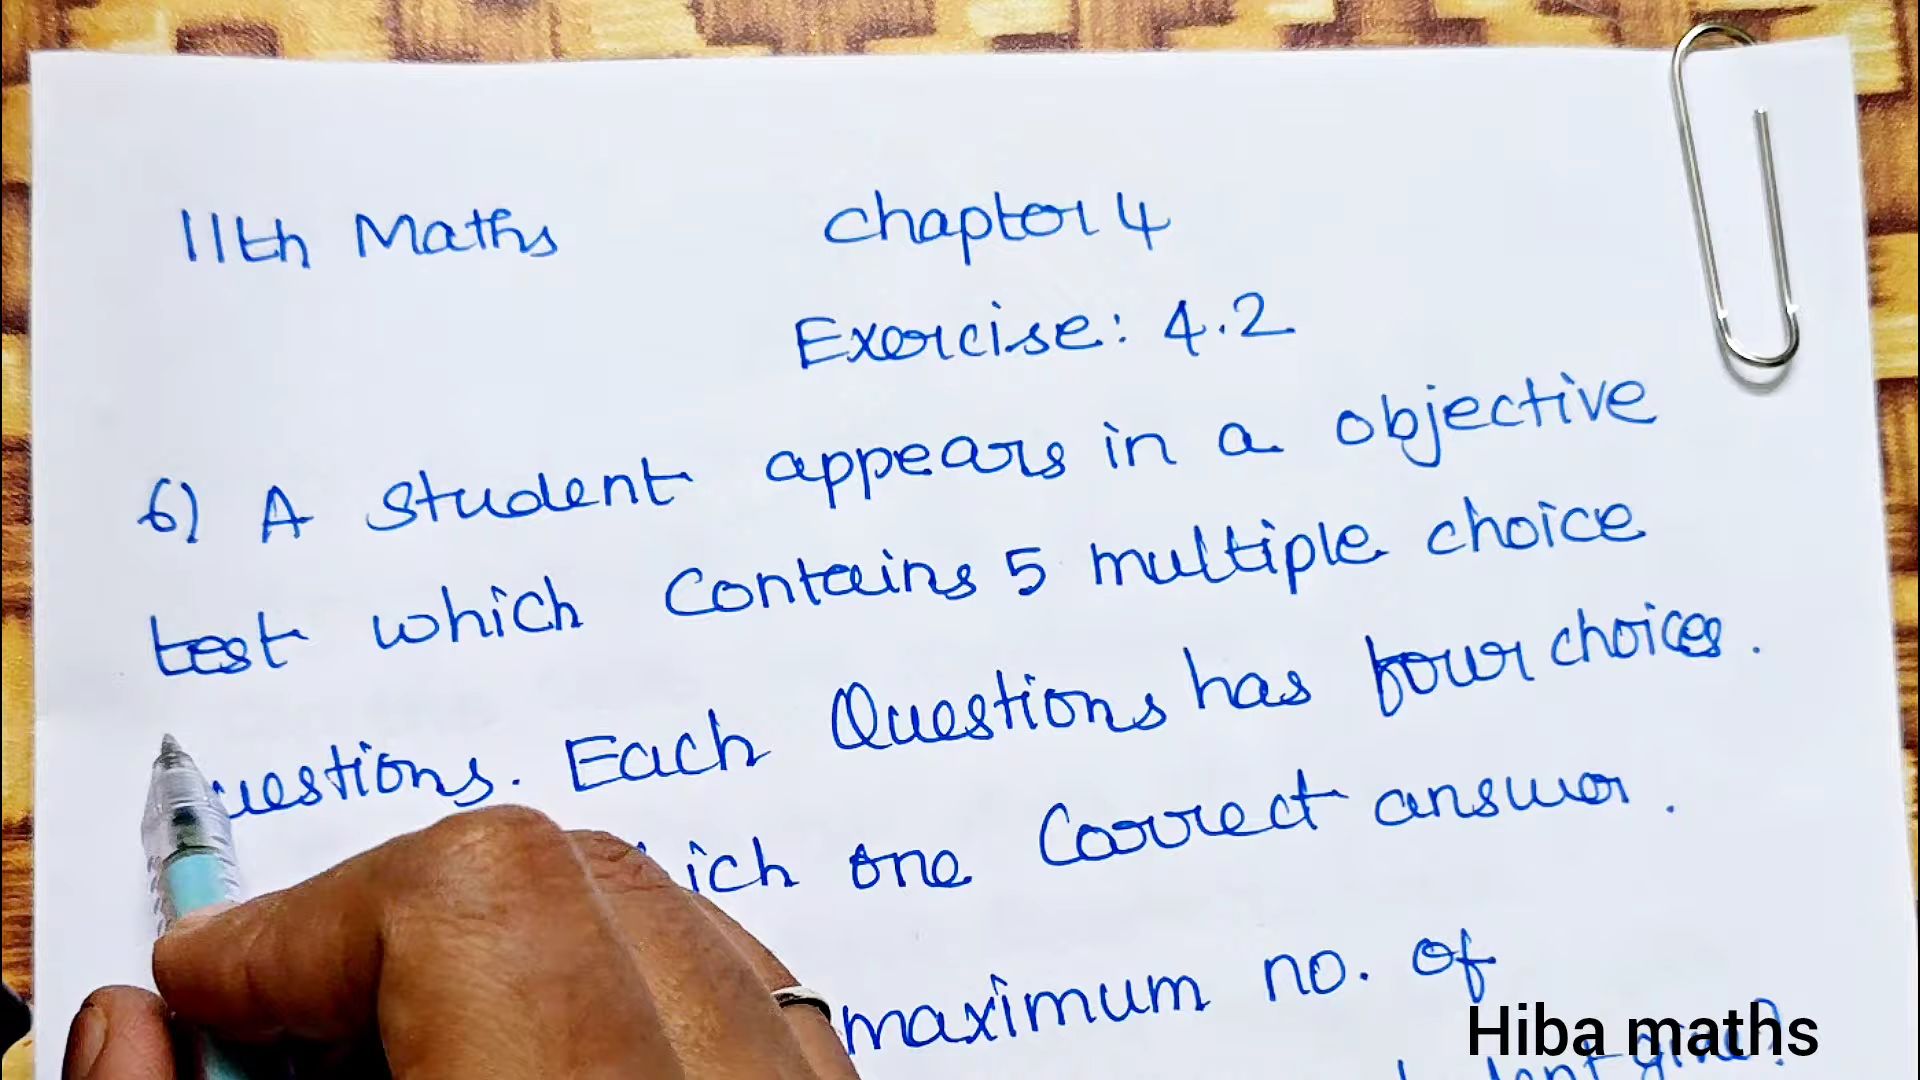 11th Maths chapter 4
Exercise: 4.2
6) A student appears in a objective
test which contains 5 multiple choice
uestions. Each Questions has four choices.
ich one correct answer.
maximum no. of
Hiba maths